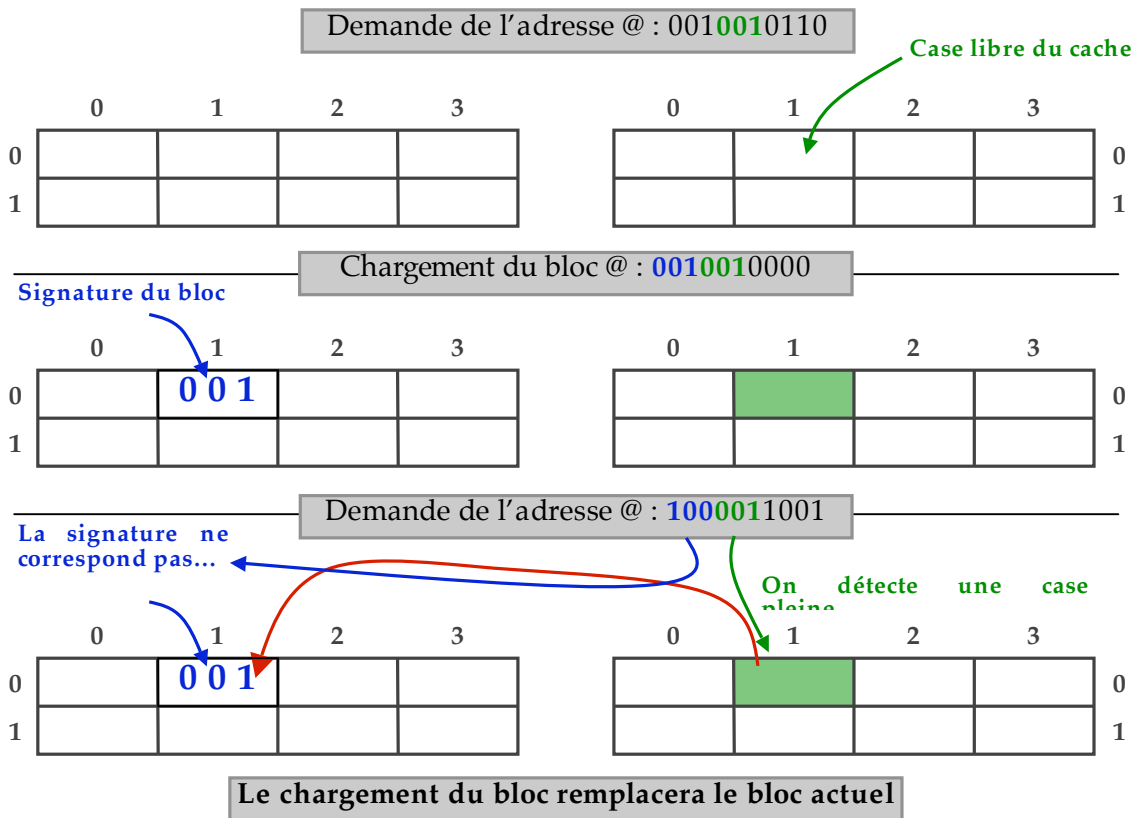 Demande de l'adresse @ : 0010010110
Case libre du cache
0 1 2 3 0 1 2 3
0 0
1 1
Chargement du bloc @ : 0010010000
Signature du bloc
0 1 2 3 0 1 2 3
0 0 0 1 0
1 1
Demande de l'adresse @ : 1000011001
La signature ne
correspond pas...
On détecte une case
pleine
0 1 2 3 0 1 2 3
0 0 0 1 0
1 1
Le chargement du bloc remplacera le bloc actuel